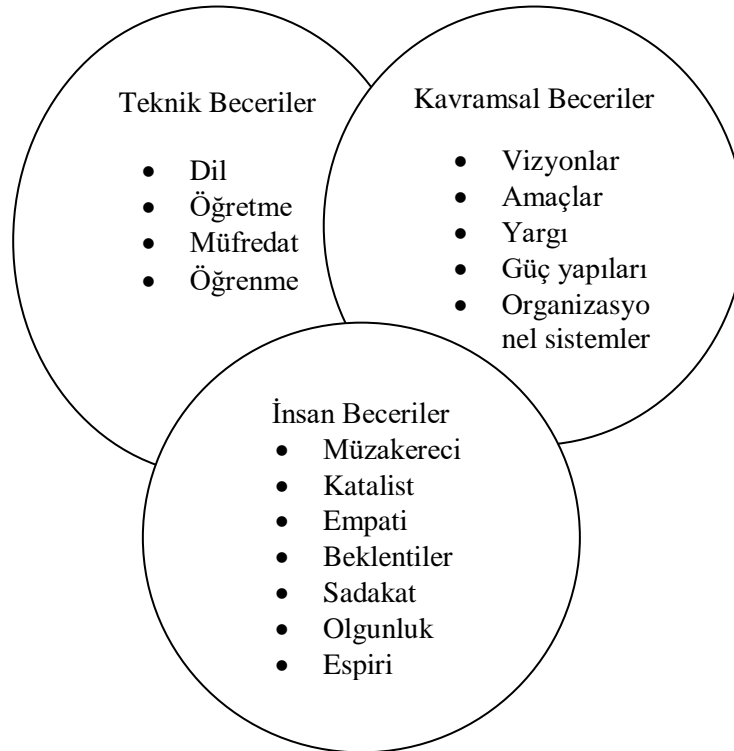 Teknik Beceriler
• Dil
• Öğretme
• Müfredat
• Öğrenme
Kavramsal Beceriler
• Vizyonlar
• Amaçlar
• Yargı
• Güç yapıları
• Organizasyo
nel sistemler
İnsan Beceriler
• Müzakereci
• Katalist
• Empati
• Beklentiler
• Sadakat
• Olgunluk
• Espiri